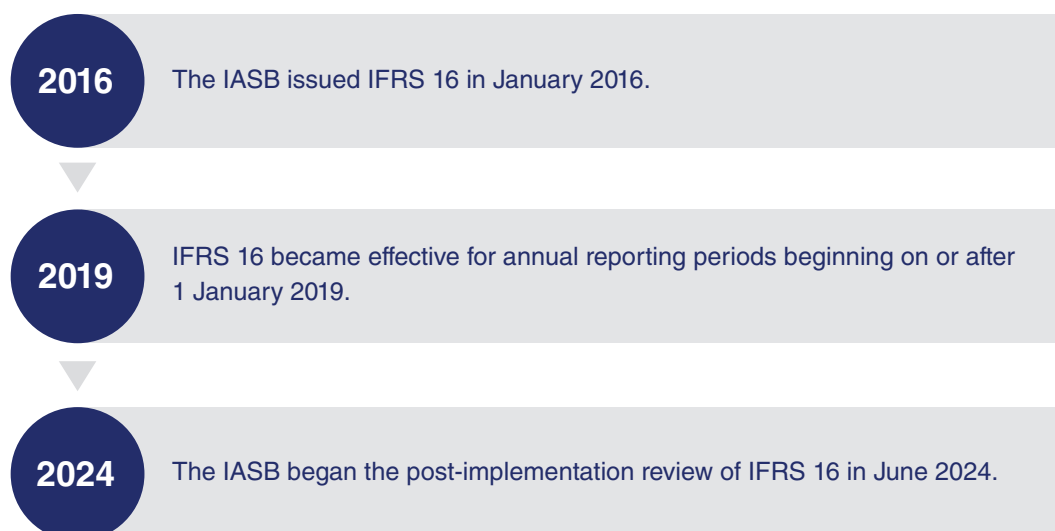 2016
The IASB issued IFRS 16 in January 2016.
2019
IFRS 16 became effective for annual reporting periods beginning on or after
1 January 2019.
2024
The IASB began the post-implementation review of IFRS 16 in June 2024.